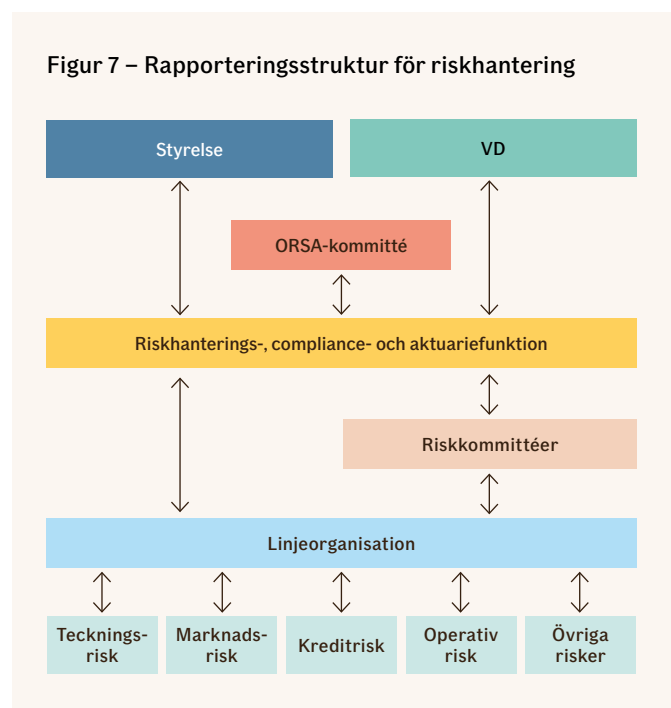 Figur 7 – Rapporteringsstruktur för riskhantering
Styrelse
VD
ORSA-kommitté
Riskhanterings-, compliance- och aktuariefunktion
Riskkommittéer
Linjeorganisation
Tecknings-
risk
Marknads-
risk
Kreditrisk
Operativ
risk
Övriga
risker